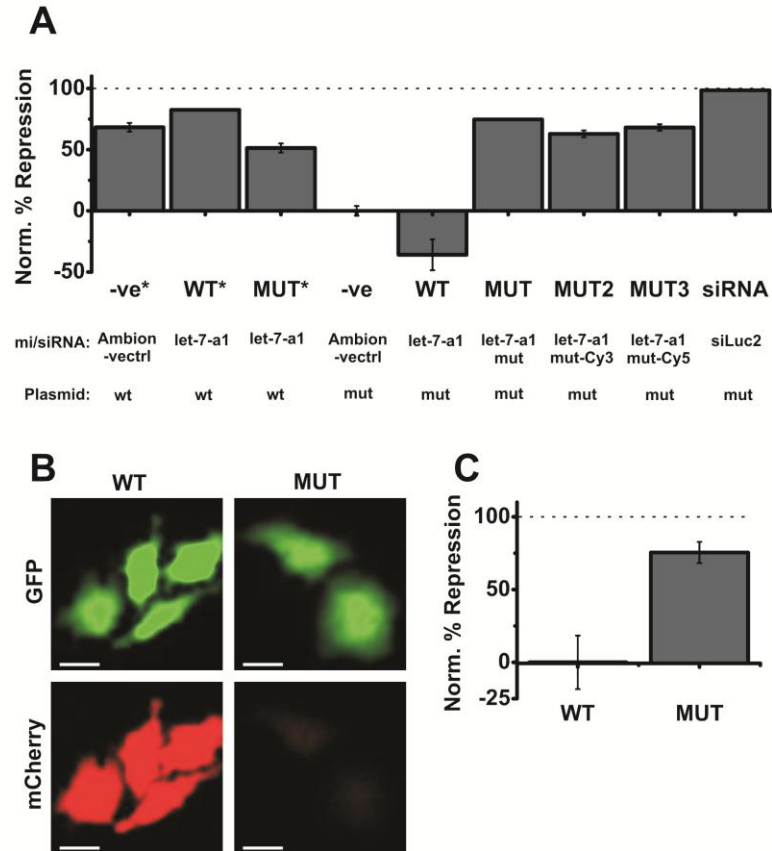 A
Norm. % Repression
100
50
0
-50
-ve* WT* MUT* -ve WT MUT MUT2 MUT3 siRNA
mi/siRNA: Ambion let-7-a1 let-7-a1 Ambion let-7-a1 let-7-a1 let-7-a1 let-7-a1 siLuc2
-vectrl -vectrl mut mut-Cy3 mut-Cy5
Plasmid: wt wt wt mut mut mut mut mut mut
B
WT MUT
GFP
mCherry
C
Norm. % Repression
100
50
0
-25
WT MUT